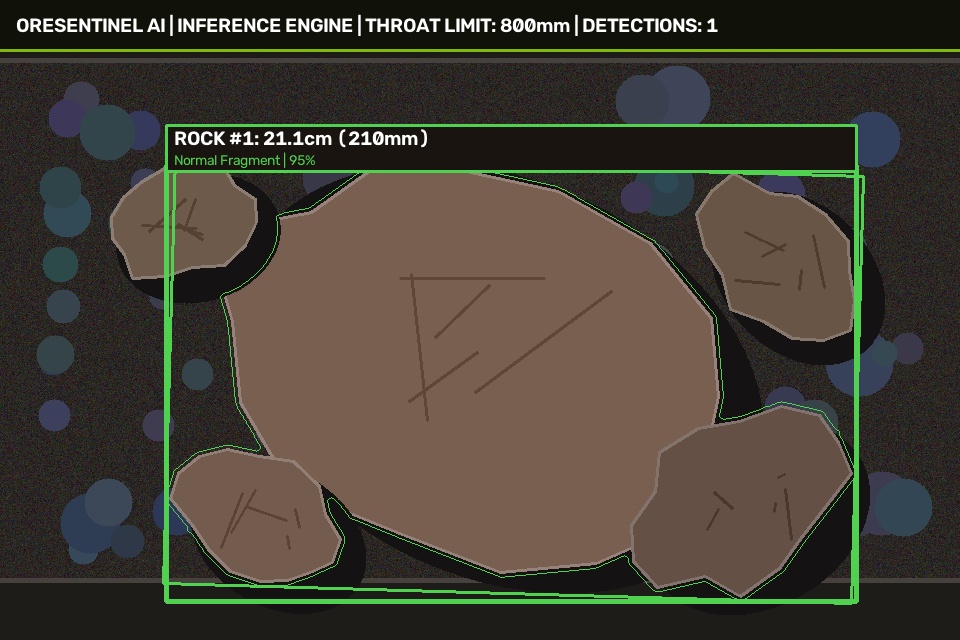 ORESENTINEL AI | INFERENCE ENGINE | THROAT LIMIT: 800mm | DETECTIONS: 1
ROCK #1: 21.1cm (210mm)
Normal Fragment | 95%